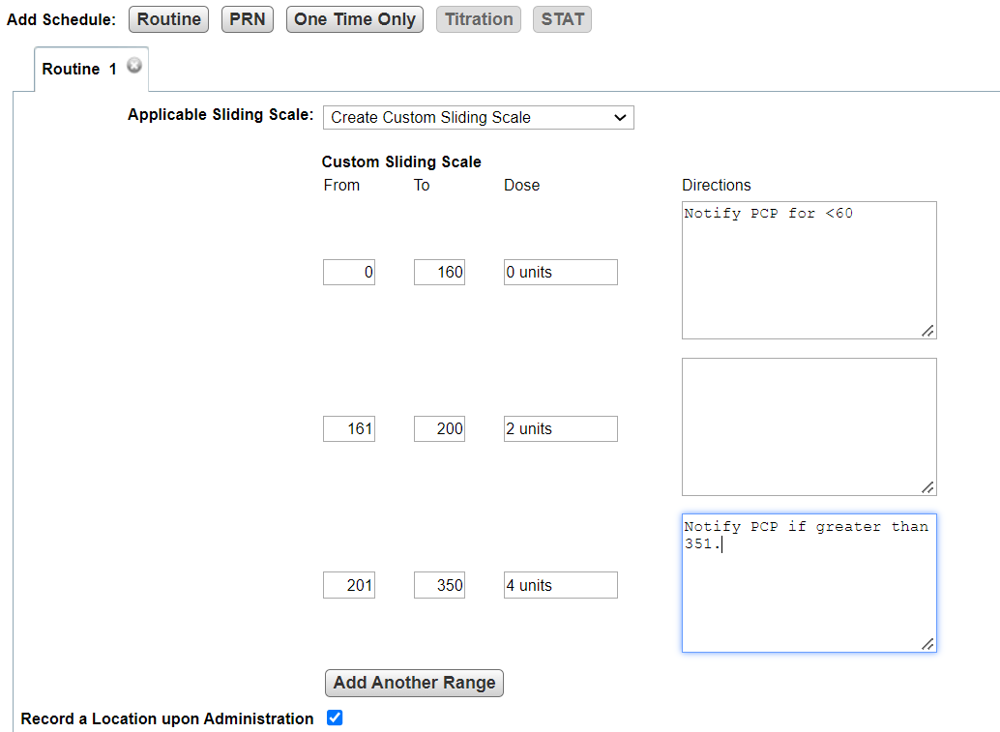 Add Schedule: Routine PRN One Time Only Titration STAT
Routine 1
Applicable Sliding Scale: Create Custom Sliding Scale
Custom Sliding Scale
From To Dose Directions
Notify PCP for <60
0 160 0 units
161 200 2 units
Notify PCP if greater than
351.
201 350 4 units
Add Another Range
Record a Location upon Administration